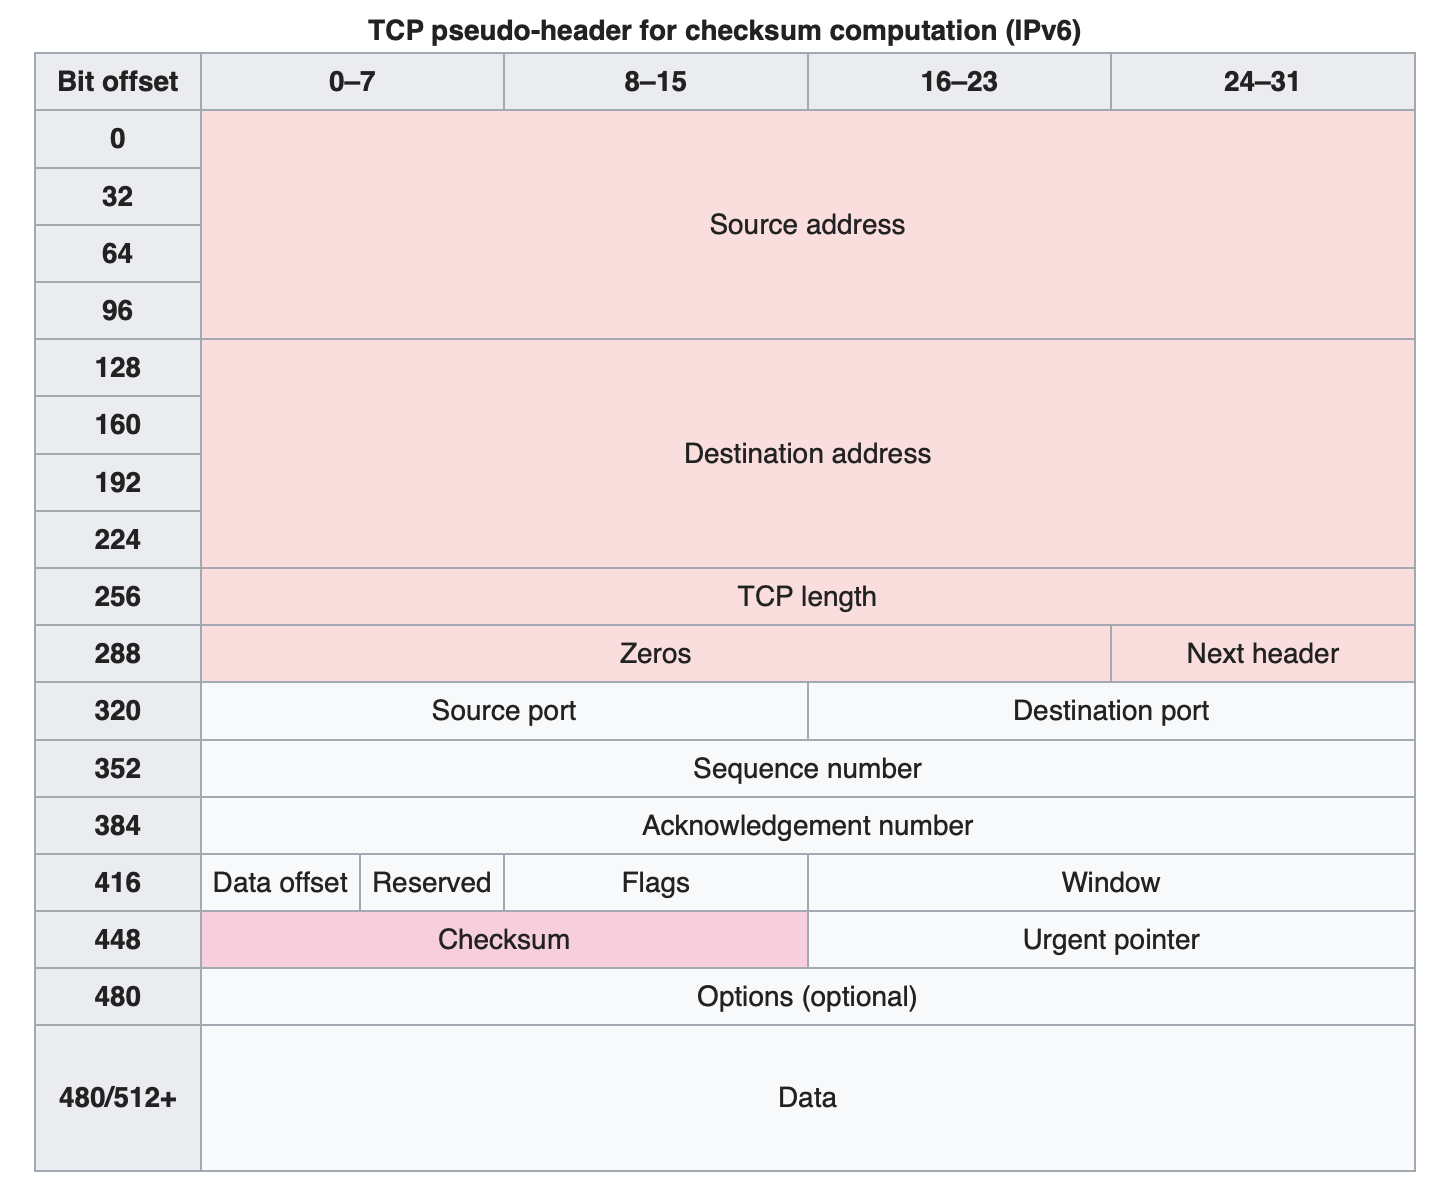 TCP pseudo-header for checksum computation (IPv6)
Bit offset 0–7 8–15 16–23 24–31
0
32
Source address
64
96
128
160
Destination address
192
224
256 TCP length
288 Zeros Next header
320 Source port Destination port
352 Sequence number
384 Acknowledgement number
416 Data offset Reserved Flags Window
448 Checksum Urgent pointer
480 Options (optional)
480/512+ Data